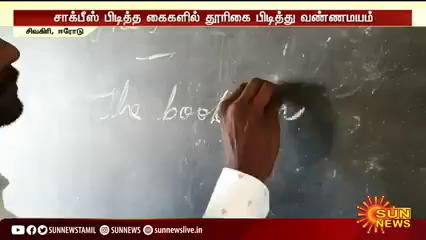 சாக்பீஸ் பிடித்த கைகளில் தூரிகை பிடித்து வண்ணமயம்
சிவகிரி, ஈரோடு
The book
SUNNEWSTAMIL SUNNEWS sunnewslive.in
SUN
NEWS